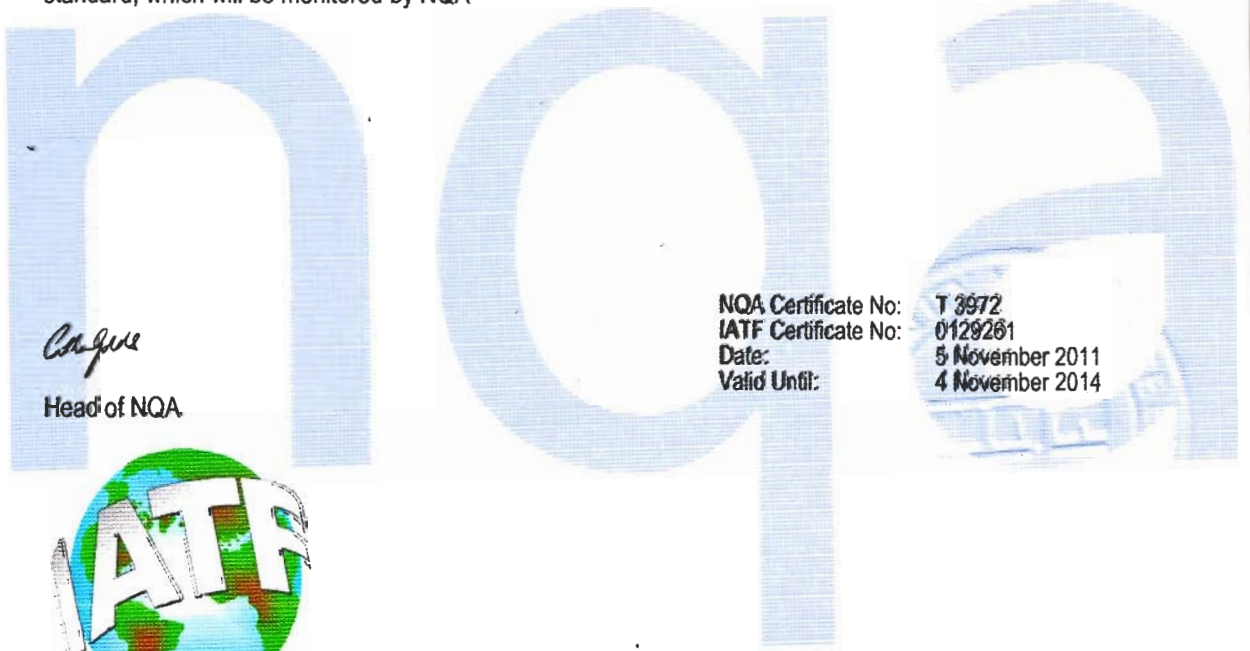 standard, which will be monitored by NQA
nqa
NQA Certificate No: T 3972
IATF Certificate No: 0129261
Date: 5 November 2011
Valid Until: 4 November 2014
Head of NQA
IATF